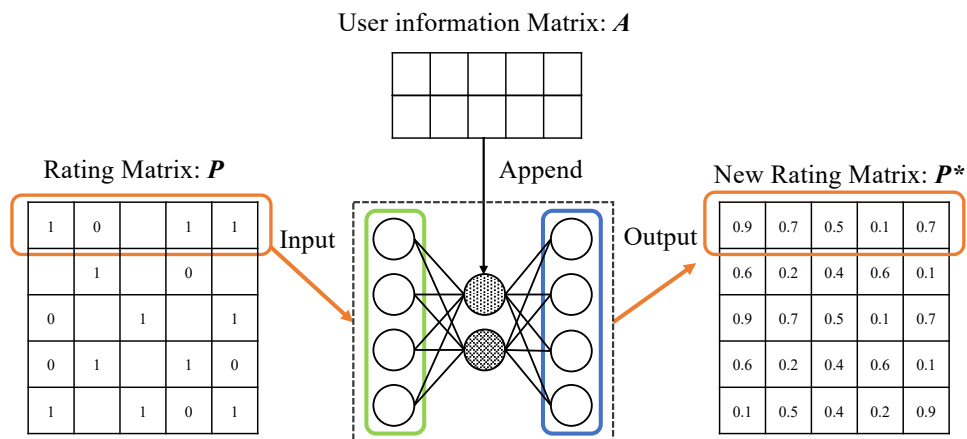 User information Matrix: A
Rating Matrix: P
Append
New Rating Matrix: P*
Input
Output
1 0 1 1
1 0
0 1 1
0 1 1 0
1 1 0 1
0.9 0.7 0.5 0.1 0.7
0.6 0.2 0.4 0.6 0.1
0.9 0.7 0.5 0.1 0.7
0.6 0.2 0.4 0.6 0.1
0.1 0.5 0.4 0.2 0.9